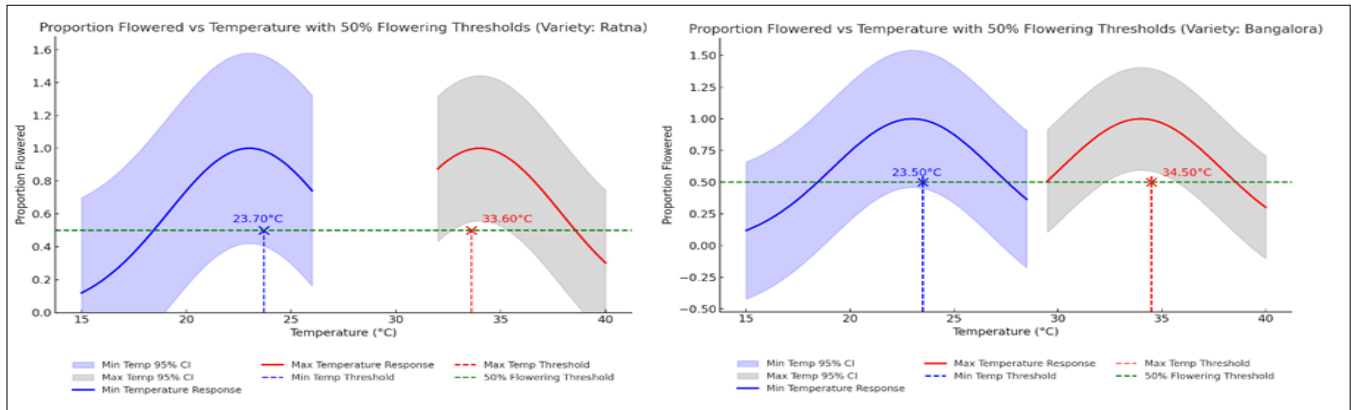 Proportion Flowered vs Temperature with 50% Flowering Thresholds (Variety: Ratna)
1.6
1.4
1.2
1.0
0.8
0.6
0.4
0.2
0.0
Proportion Flowered
23.70°C
33.60°C
15
20
25
30
35
40
Temperature (°C)
Min Temp 95% CI
Max Temp 95% CI
Min Temperature Response
Max Temperature Response
Min Temp Threshold
Max Temp Threshold
50% Flowering Threshold
Proportion Flowered vs Temperature with 50% Flowering Thresholds (Variety: Bangalora)
1.50
1.25
1.00
0.75
0.50
0.25
0.00
−0.25
−0.50
Proportion Flowered
23.50°C
34.50°C
15
20
25
30
35
40
Temperature (°C)
Min Temp 95% CI
Max Temp 95% CI
Min Temperature Response
Max Temperature Response
Min Temp Threshold
Max Temp Threshold
50% Flowering Threshold